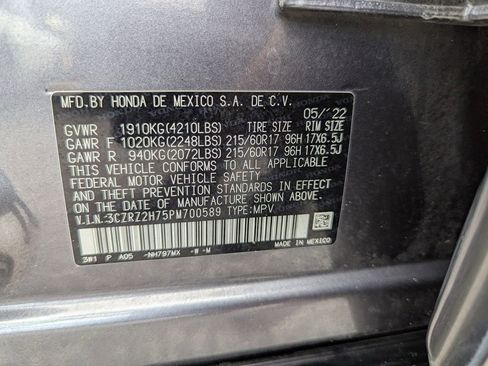 MFD.BY HONDA DE MEXICO S.A. DE C.V.
05/'22
GVWR 1910KG(4210LBS) TIRE SIZE RIM SIZE
GAWR F 1020KG(2248LBS) 215/60R17 96H 17X6.5J
GAWR R 940KG(2072LBS) 215/60R17 96H 17X6.5J
THIS VEHICLE CONFORMS TO ALL APPLICABLE
FEDERAL MOTOR VEHICLE SAFETY
STANDARDS IN EFFECT
ON THE DATE OF MANUFACTURE SHOWN ABOVE.
V.I.N.:3CZRZ2H75PM700589 TYPE:MPV
3W1 P A05 -NH797MX -W -M
MADE IN MEXICO